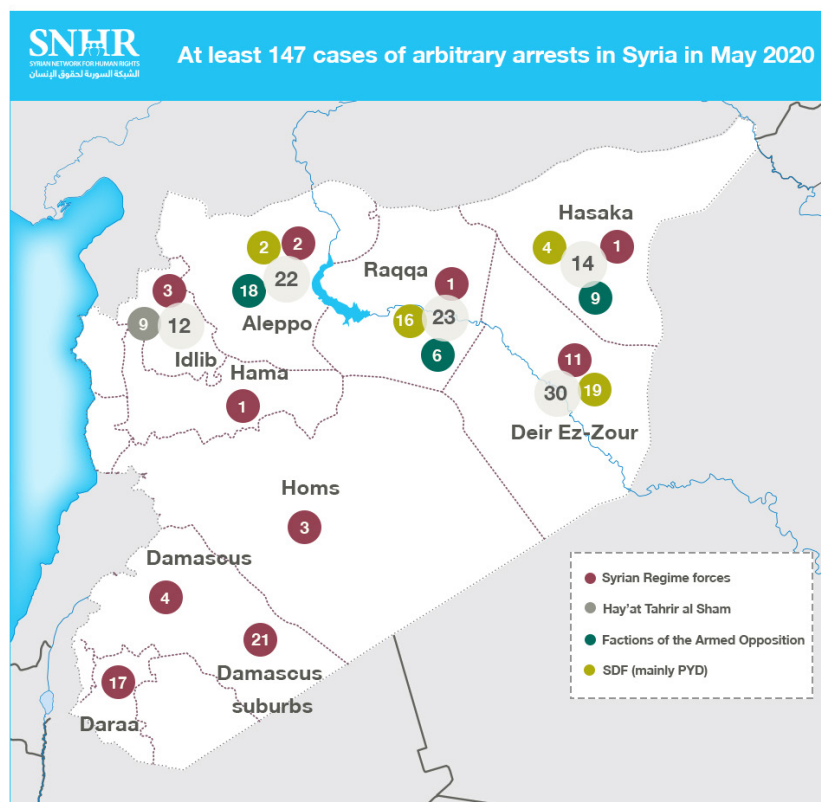 SNHR
SYRIAN NETWORK FOR HUMAN RIGHTS
الشبكة السورية لحقوق الإنسان
At least 147 cases of arbitrary arrests in Syria in May 2020
Hasaka
4
1
14
9
2
2
22
18
Aleppo
Raqqa
1
16
23
6
3
9
12
Idlib
Hama
1
11
30
19
Deir Ez-Zour
Homs
3
Damascus
4
21
Damascus
suburbs
17
Daraa
Syrian Regime forces
Hay'at Tahrir al Sham
Factions of the Armed Opposition
SDF (mainly PYD)